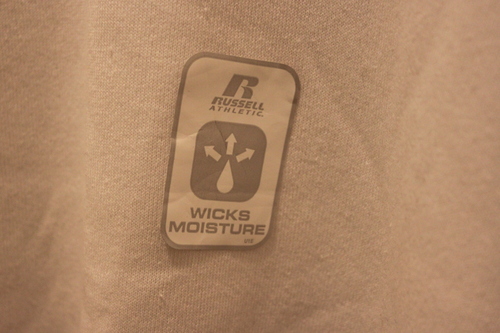 RUSSELL
ATHLETIC.
WICKS
MOISTURE